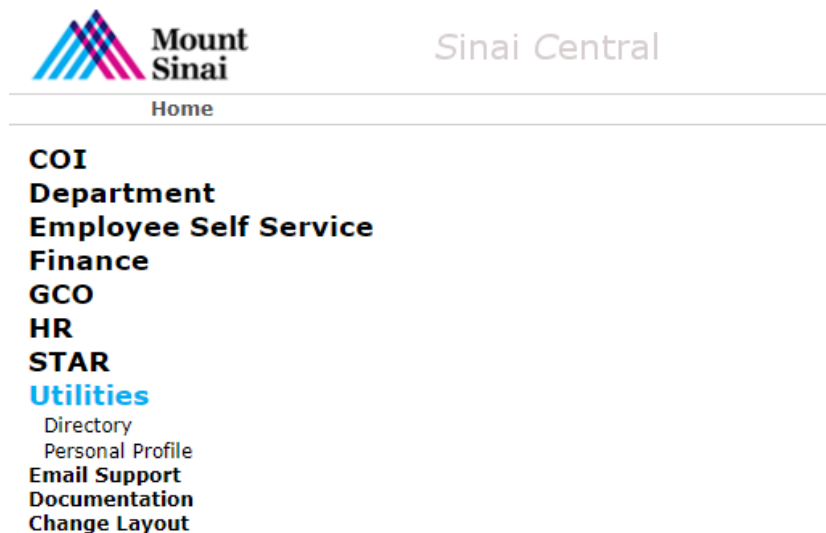 Mount
Sinai
Sinai Central
Home
COI
Department
Employee Self Service
Finance
GCO
HR
STAR
Utilities
Directory
Personal Profile
Email Support
Documentation
Change Layout